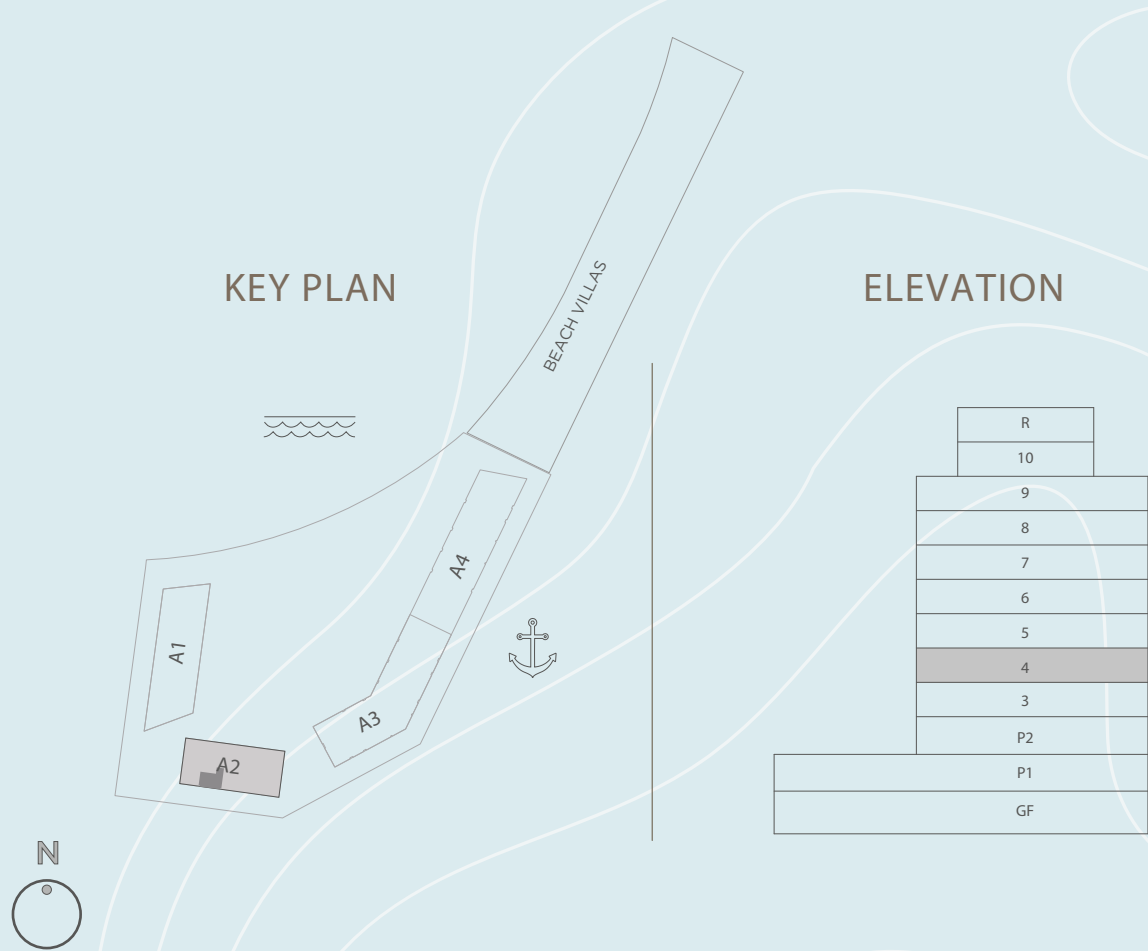 KEY PLAN
BEACH VILLAS
A4
A1
A3
A2
N
ELEVATION
R
10
9
8
7
6
5
4
3
P2
P1
GF